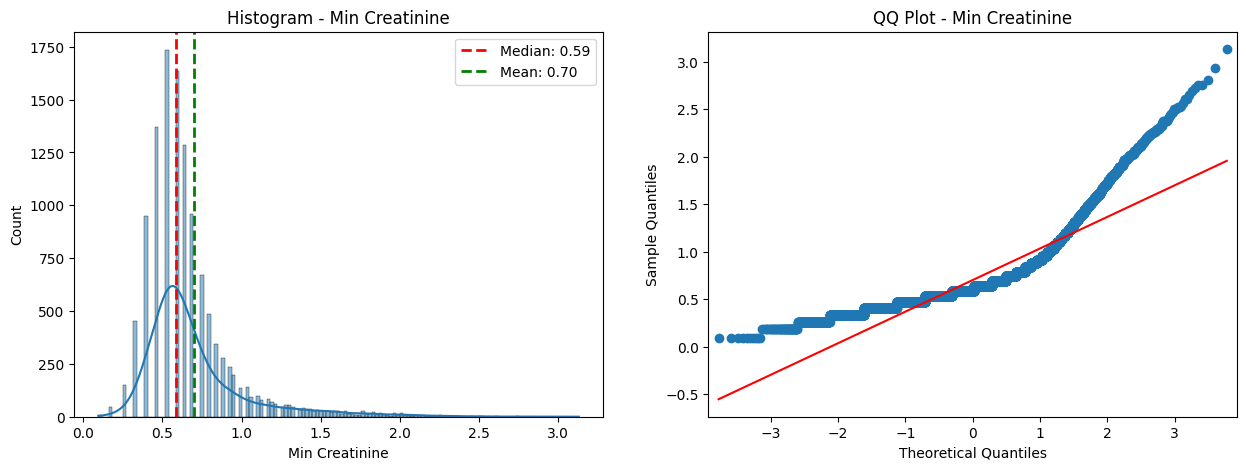 Histogram - Min Creatinine
Median: 0.59
Mean: 0.70
Count
1750
1500
1250
1000
750
500
250
0
0.0 0.5 1.0 1.5 2.0 2.5 3.0
Min Creatinine
QQ Plot - Min Creatinine
Sample Quantiles
3.0
2.5
2.0
1.5
1.0
0.5
0.0
−0.5
−3 −2 −1 0 1 2 3
Theoretical Quantiles